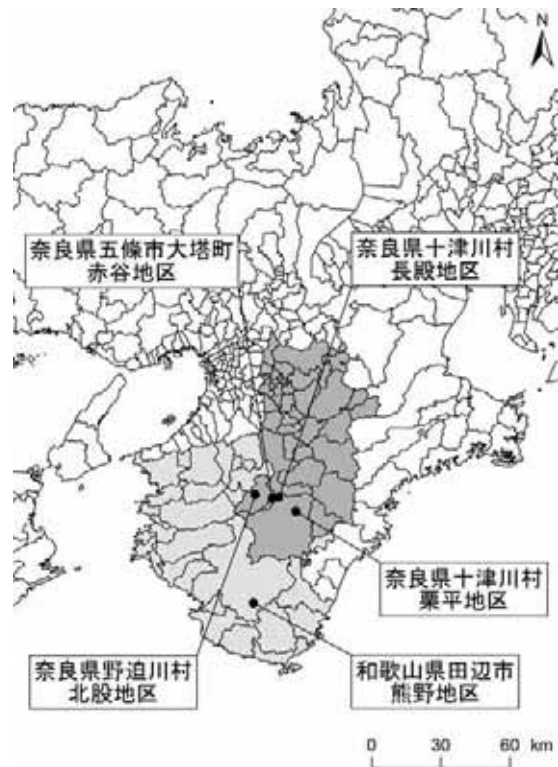 N
奈良県五條市大塔町
赤谷地区
奈良県十津川村
長殿地区
奈良県十津川村
栗平地区
奈良県野迫川村
北股地区
和歌山県田辺市
熊野地区
0 30 60 km